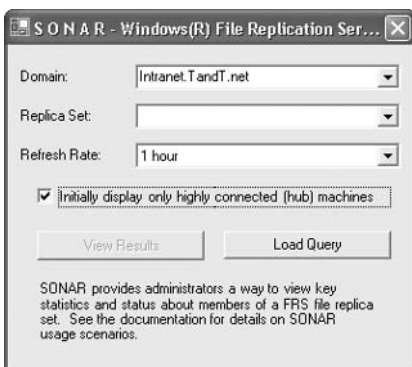 S O N A R - Windows(R) File Replication Ser...
Domain: Intranet.TandT.net
Replica Set:
Refresh Rate: 1 hour
Initially display only highly connected (hub) machines
View Results Load Query
SONAR provides administrators a way to view key
statistics and status about members of a FRS file replica
set. See the documentation for details on SONAR
usage scenarios.